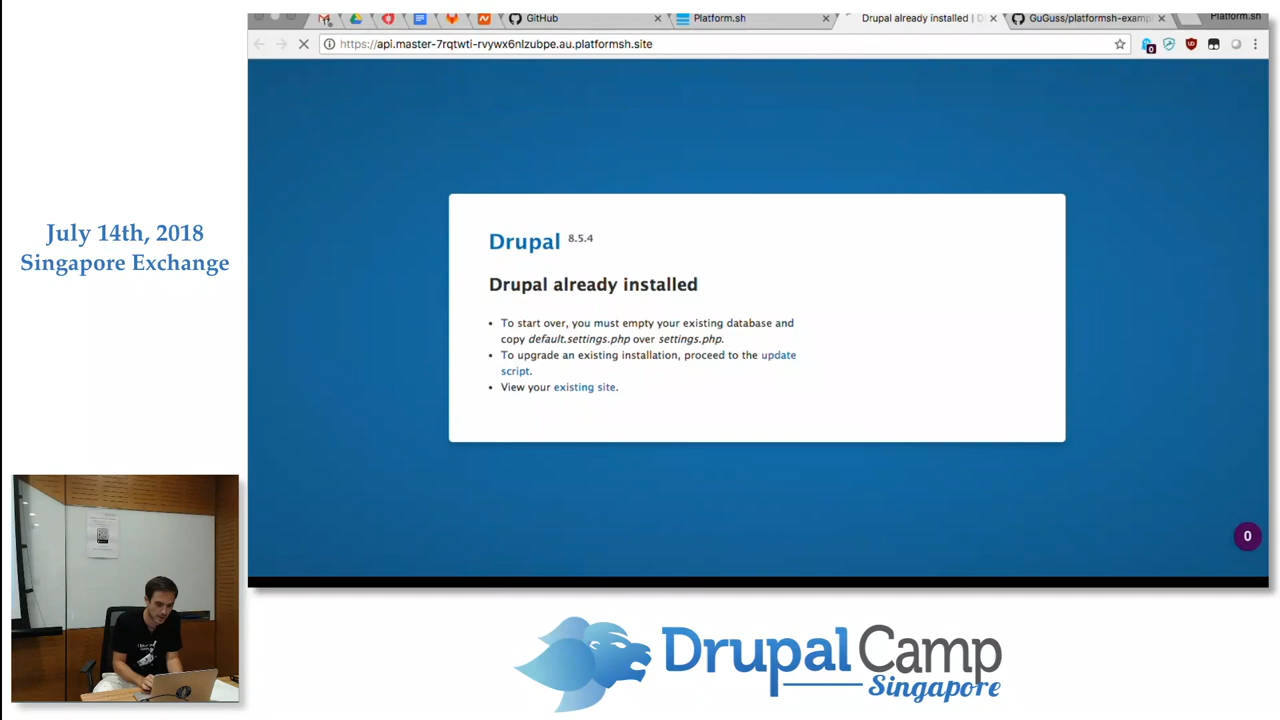 GitHub
Platform.sh
Drupal already installed | D
GuGuss/platformsh-examp
Platform.sh
https://api.master-7rqtwti-rvywx6nlzubpe.au.platformsh.site
0
July 14th, 2018
Singapore Exchange
Drupal 8.5.4
Drupal already installed
• To start over, you must empty your existing database and
copy default.settings.php over settings.php.
• To upgrade an existing installation, proceed to the update
script.
• View your existing site.
0
DrupalCamp
Singapore